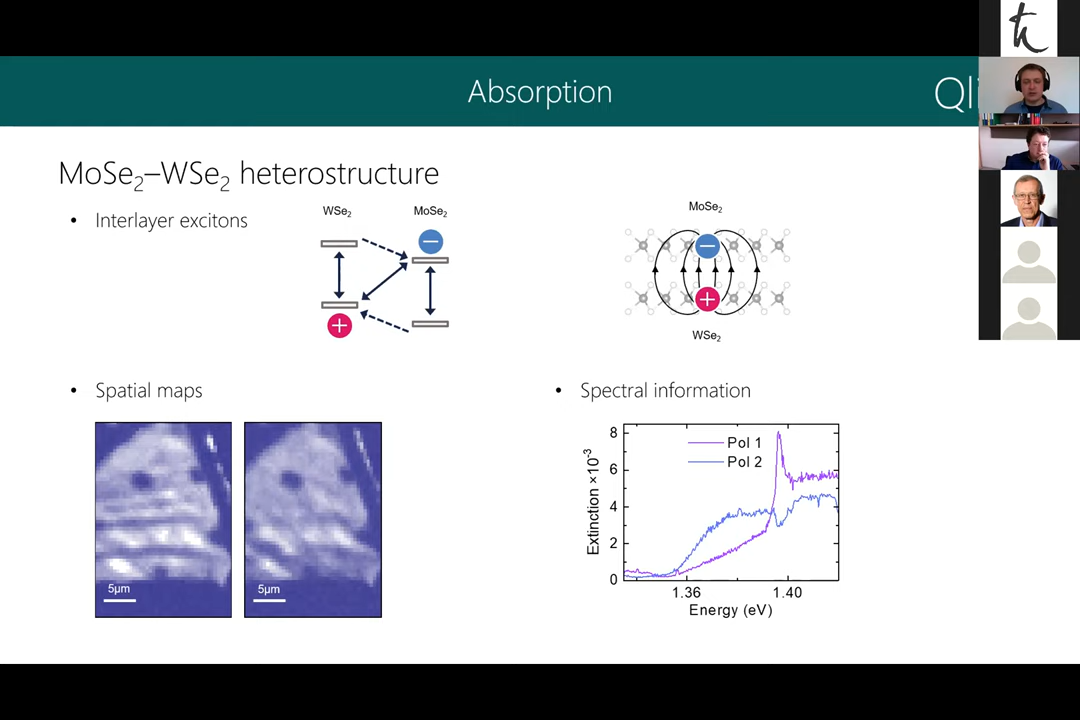 Absorption
Qli
MoSe₂–WSe₂ heterostructure
• Interlayer excitons
WSe₂
MoSe₂
−
+
MoSe₂
−
+
WSe₂
• Spatial maps
5µm
5µm
• Spectral information
Pol 1
Pol 2
8
6
4
2
0
Extinction ×10⁻³
1.36
1.40
Energy (eV)